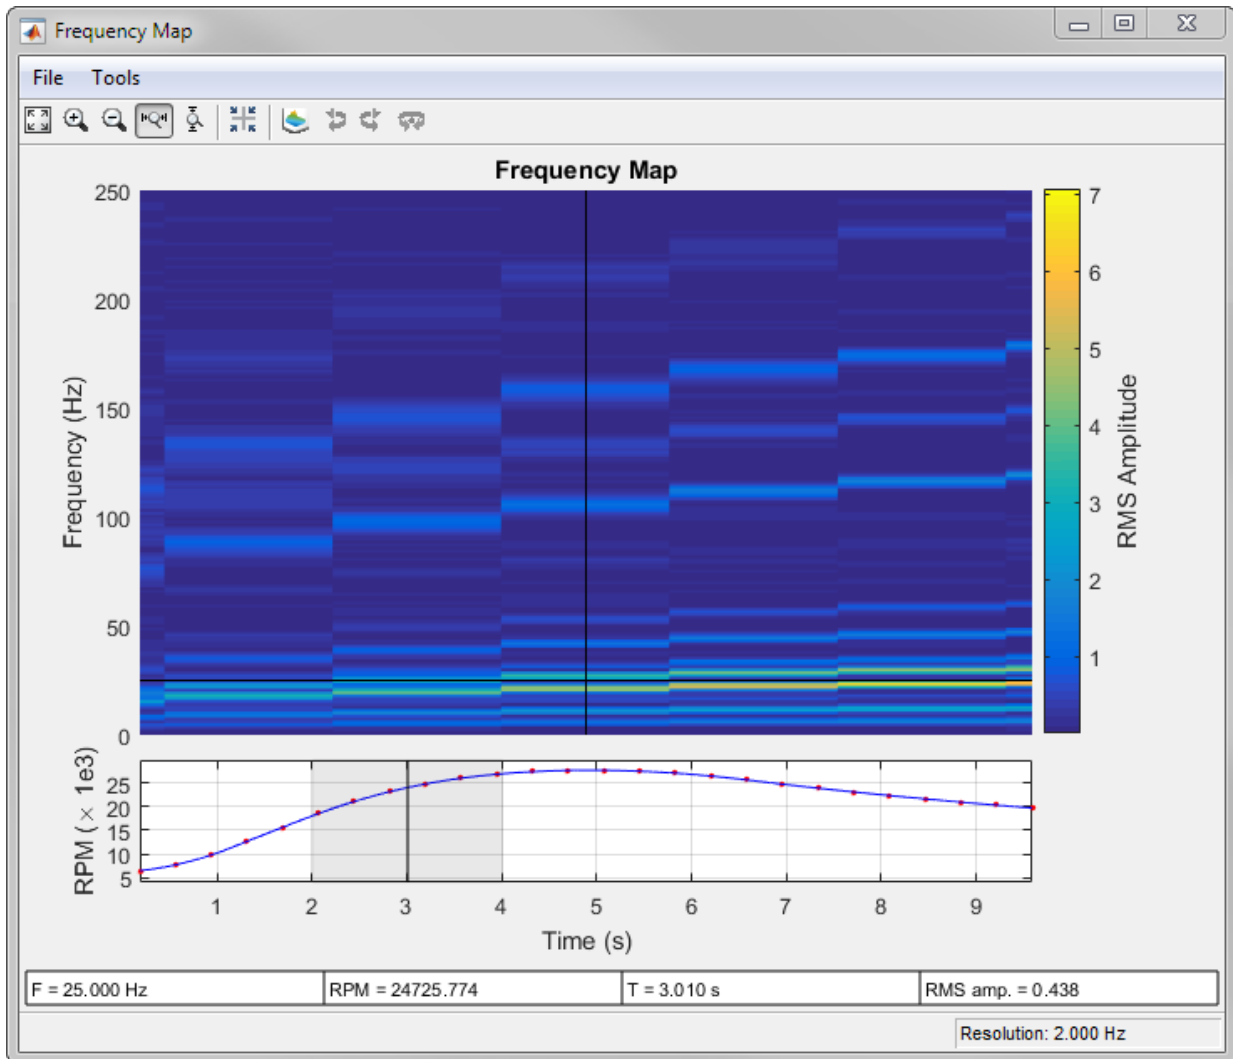 Frequency Map
File Tools
Frequency Map
250
200
150
100
50
0
Frequency (Hz)
7
6
5
4
3
2
1
RMS Amplitude
25
20
15
10
5
RPM ( × 1e3)
1 2 3 4 5 6 7 8 9
Time (s)
F = 25.000 Hz RPM = 24725.774 T = 3.010 s RMS amp. = 0.438
Resolution: 2.000 Hz